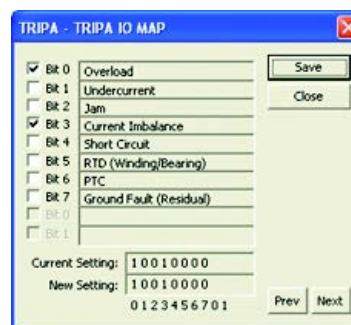 TRIPA - TRIPA IO MAP
Bit 0 Overload
Bit 1 Undercurrent
Bit 2 Jam
Bit 3 Current Imbalance
Bit 4 Short Circuit
Bit 5 RTD (Winding/Bearing)
Bit 6 PTC
Bit 7 Ground Fault (Residual)
Bit 0
Bit 1
Save
Close
Current Setting: 10010000
New Setting: 10010000
0123456701
Prev Next